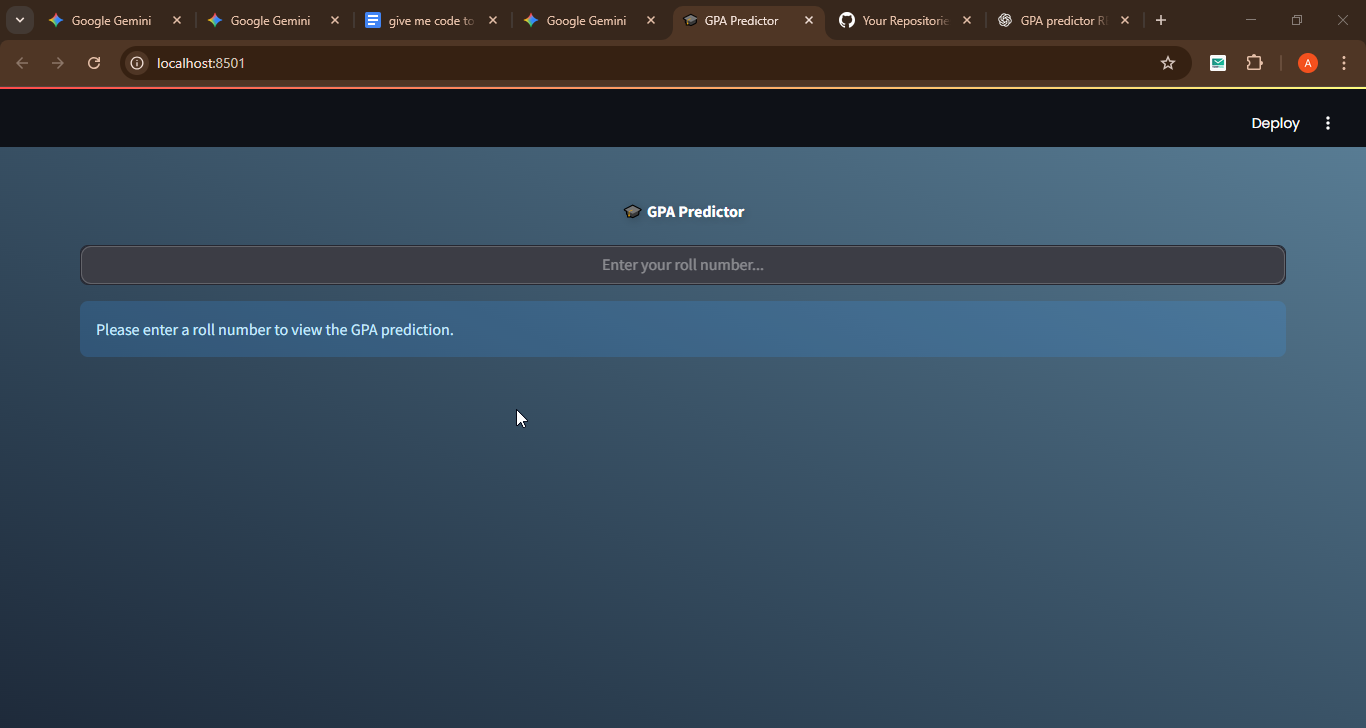 Google Gemini
Google Gemini
give me code to
Google Gemini
GPA Predictor
Your Repositorie
GPA predictor R
localhost:8501
A
Deploy
GPA Predictor
Enter your roll number...
Please enter a roll number to view the GPA prediction.